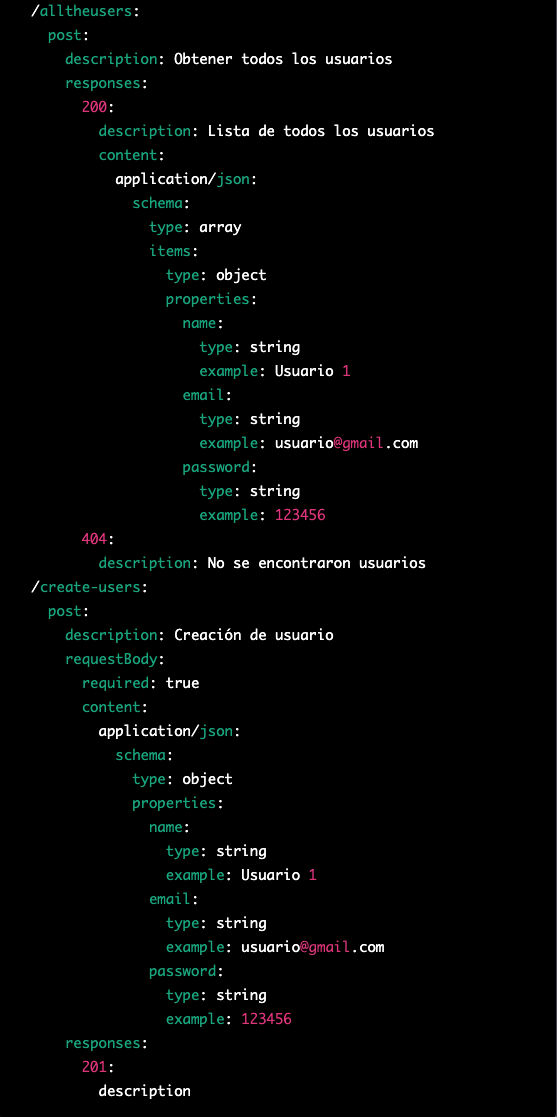 /alltheusers:
post:
description: Obtener todos los usuarios
responses:
200:
description: Lista de todos los usuarios
content:
application/json:
schema:
type: array
items:
type: object
properties:
name:
type: string
example: Usuario 1
email:
type: string
example: usuario@gmail.com
password:
type: string
example: 123456
404:
description: No se encontraron usuarios
/create-users:
post:
description: Creación de usuario
requestBody:
required: true
content:
application/json:
schema:
type: object
properties:
name:
type: string
example: Usuario 1
email:
type: string
example: usuario@gmail.com
password:
type: string
example: 123456
responses:
201:
description